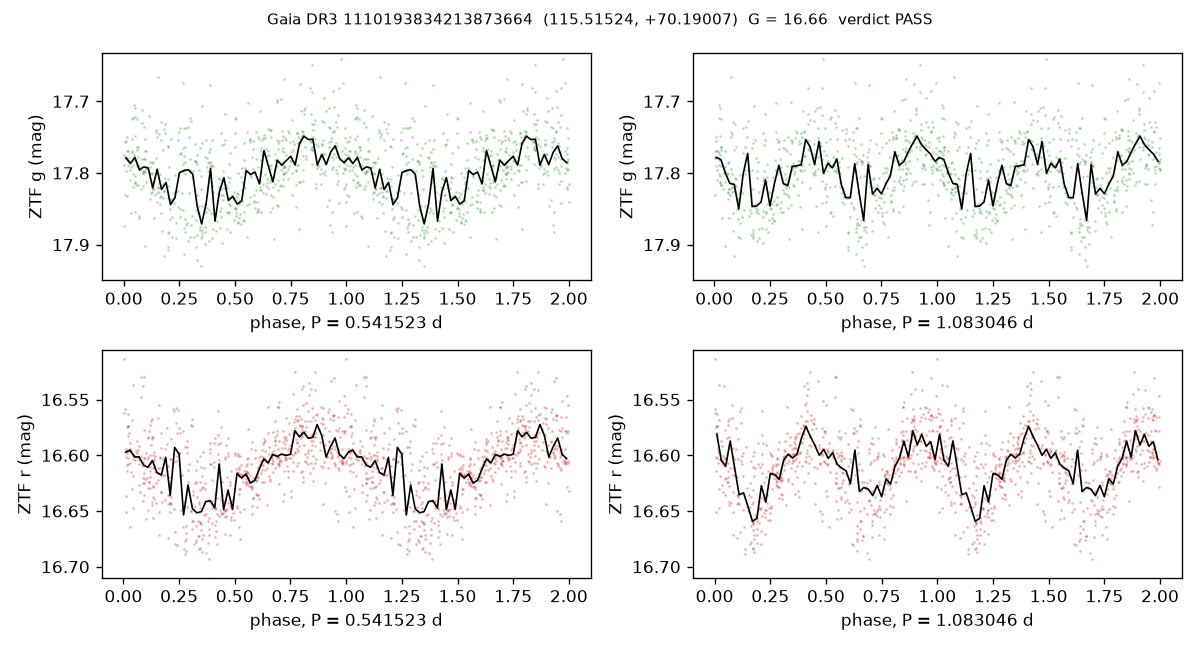 Gaia DR3 1110193834213873664 (115.51524, +70.19007) G = 16.66 verdict PASS
ZTF g (mag)
17.7
17.8
17.9
0.00 0.25 0.50 0.75 1.00 1.25 1.50 1.75 2.00
phase, P = 0.541523 d
ZTF g (mag)
17.7
17.8
17.9
0.00 0.25 0.50 0.75 1.00 1.25 1.50 1.75 2.00
phase, P = 1.083046 d
ZTF r (mag)
16.55
16.60
16.65
16.70
0.00 0.25 0.50 0.75 1.00 1.25 1.50 1.75 2.00
phase, P = 0.541523 d
ZTF r (mag)
16.55
16.60
16.65
16.70
0.00 0.25 0.50 0.75 1.00 1.25 1.50 1.75 2.00
phase, P = 1.083046 d